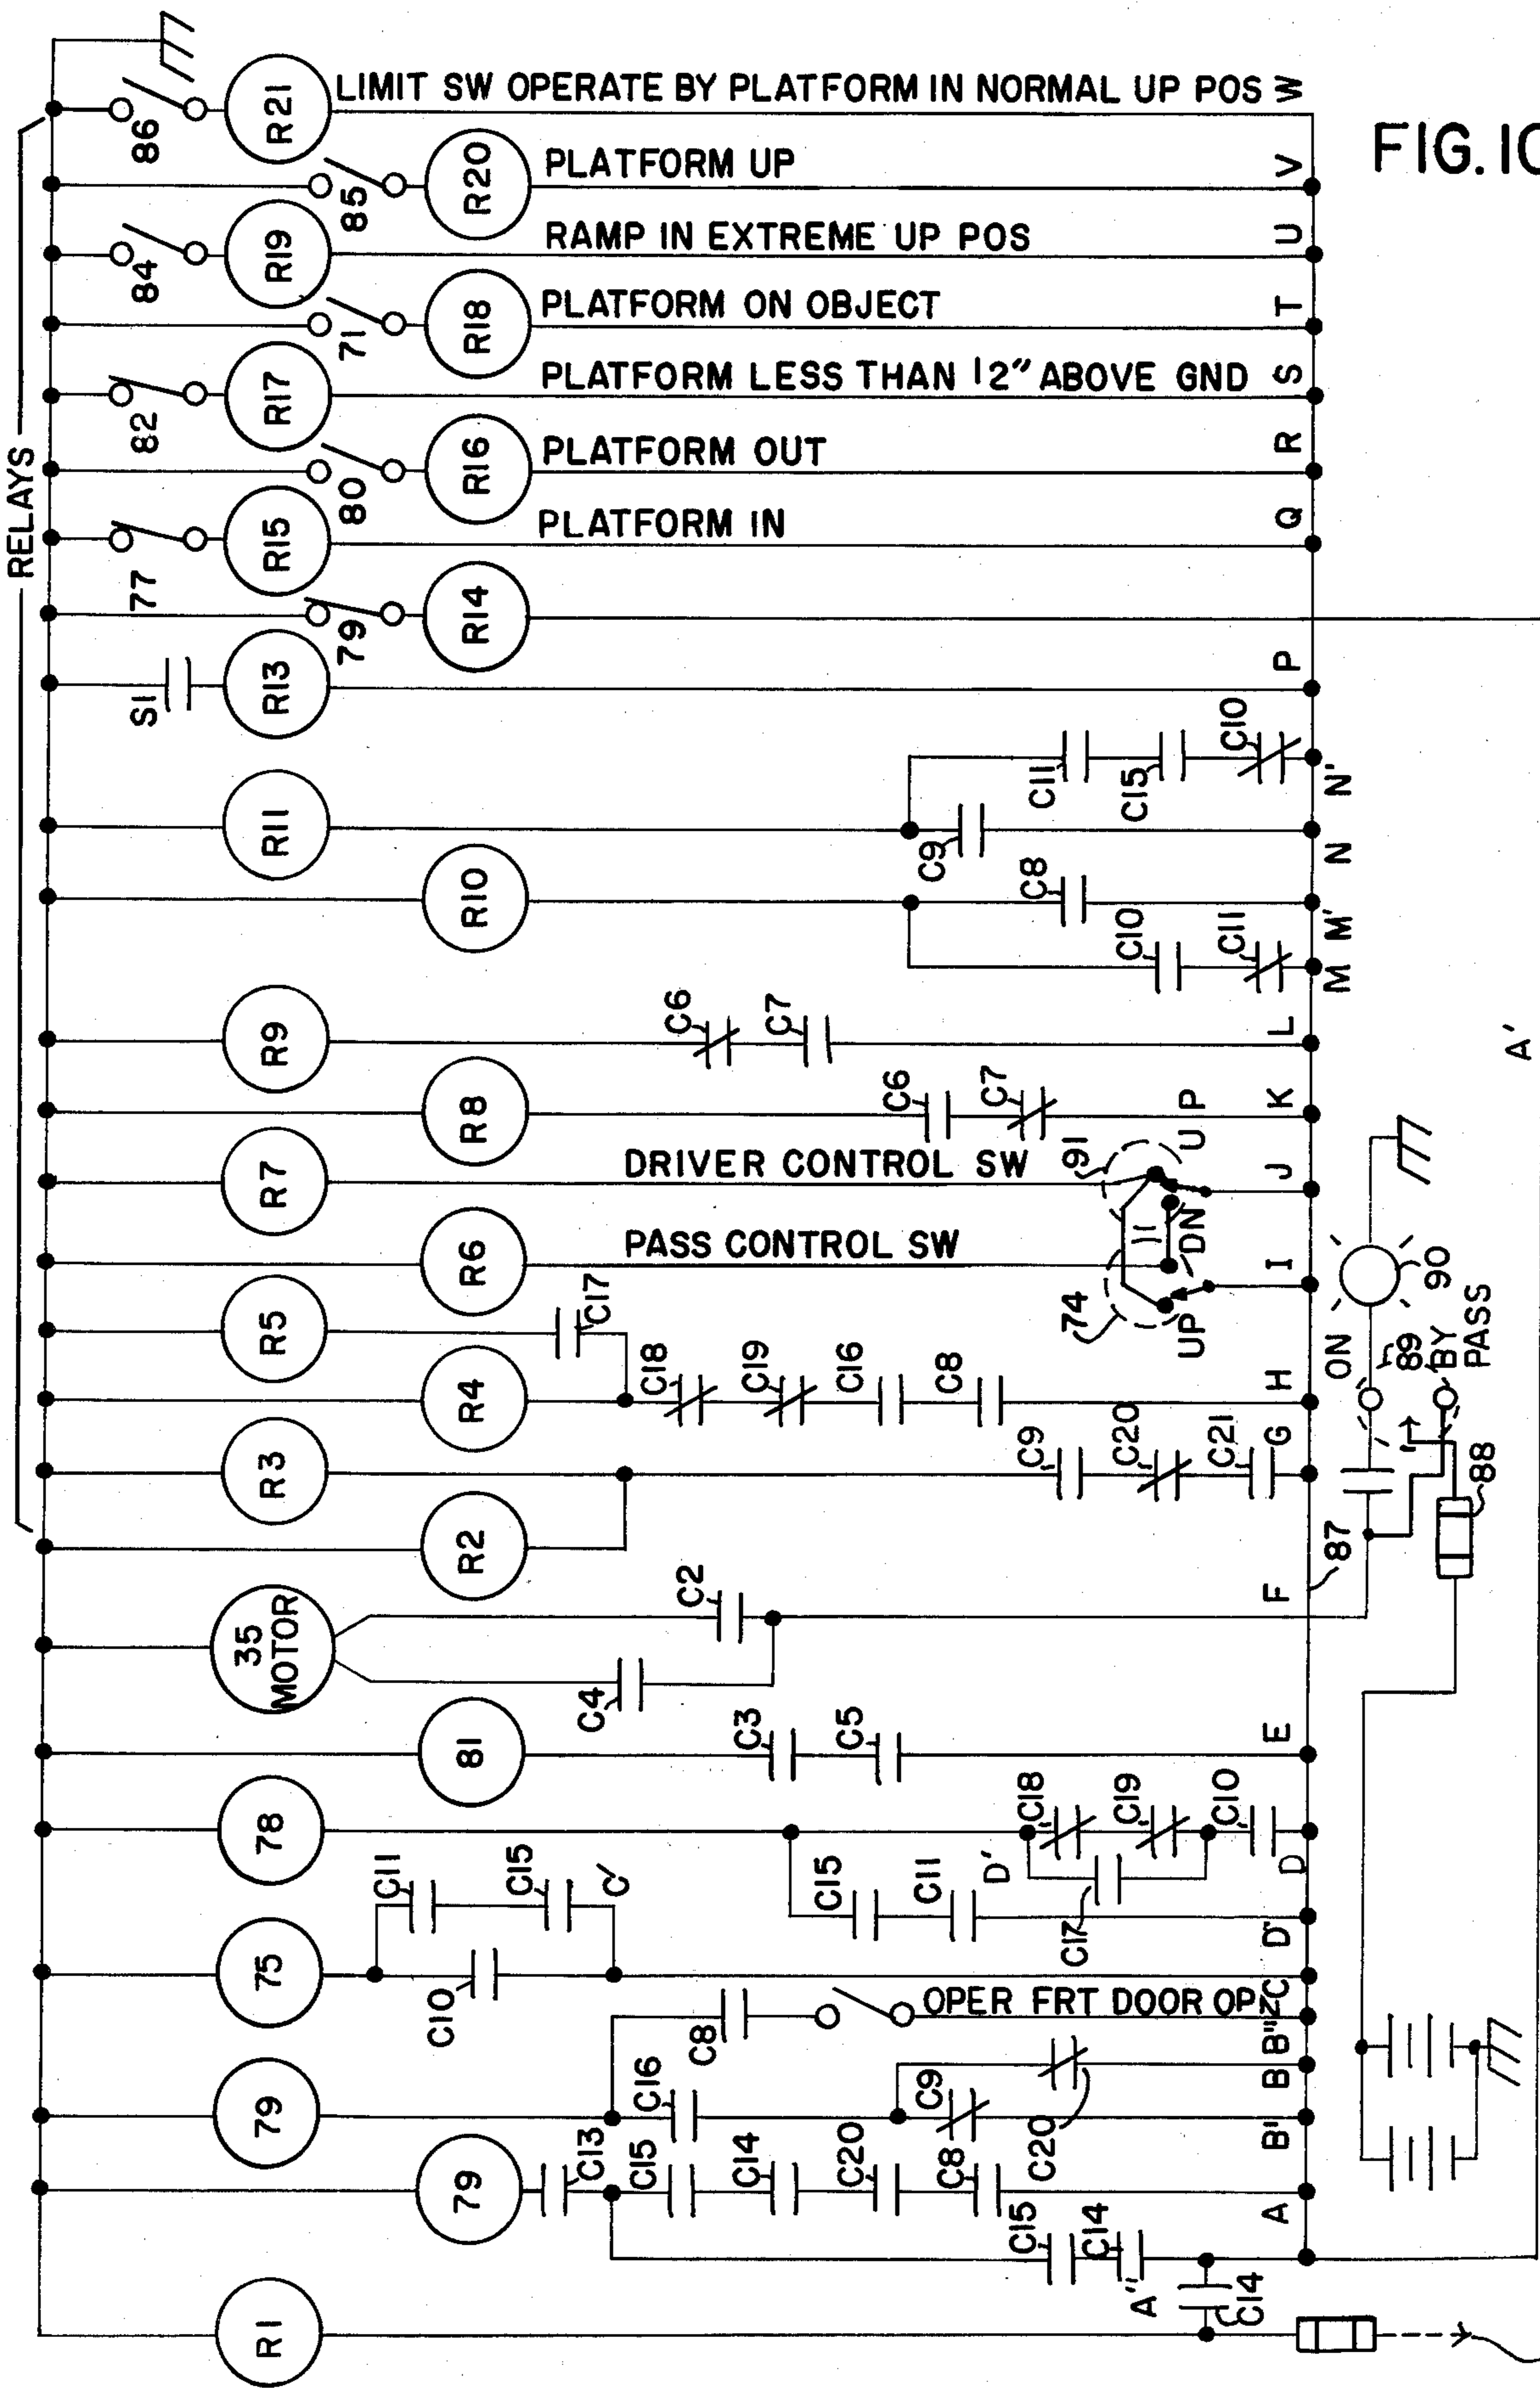 RELAYS
FIG. 10
86
R21
LIMIT SW OPERATE BY PLATFORM IN NORMAL UP POS
W
85
R20
PLATFORM UP
V
84
R19
RAMP IN EXTREME UP POS
U
71
R18
PLATFORM ON OBJECT
T
82
R17
PLATFORM LESS THAN 12" ABOVE GND
S
80
R16
PLATFORM OUT
R
77
R15
PLATFORM IN
Q
79
R14
S1
R13
P
R11
C9
C11
C15
C10
N
N'
R10
C8
C10
C11
M
M'
R9
C6
C7
L
A'
R8
C6
C7
K
R7
DRIVER CONTROL SW
91
UP
J
R6
PASS CONTROL SW
74
UP
DN
I
R5
C17
R4
C18
C19
C16
C8
H
R3
C9
C20
C21
G
R2
ON
89
BY
PASS
90
88
87
35
MOTOR
C2
C4
F
81
C3
C5
E
78
C15
C11
D'
C18
C19
C10
C17
D
D'
75
C11
C15
C'
C10
C
79
C8
OPER FRT DOOR OP
C16
C9
C20
B''
B
B'
79
C13
C15
C14
C20
C8
A
C15
C14
A''
C14
R1